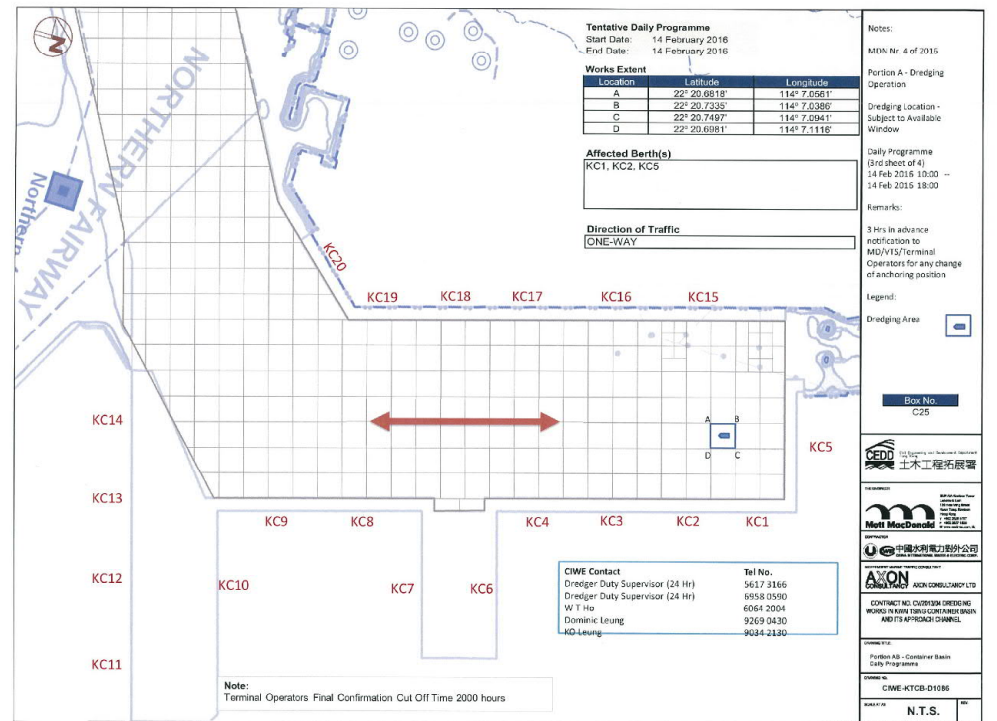 Tentative Daily Programme
Start Date: 14 February 2016
End Date: 14 February 2016
Works Extent
Location Latitude Longitude
A 22° 20.6818' 114° 7.0561'
B 22° 20.7335' 114° 7.0386'
C 22° 20.7497' 114° 7.0941'
D 22° 20.6981' 114° 7.1116'
Affected Berth(s)
KC1, KC2, KC5
Direction of Traffic
ONE-WAY
N
NORTHERN FAIRWAY
Northern
KC20
KC19 KC18 KC17 KC16 KC15
KC14
A B
D C
KC5
KC13
KC9 KC8 KC4 KC3 KC2 KC1
KC12 KC10 KC7 KC6
KC11
CIWE Contact Tel No.
Dredger Duty Supervisor (24 Hr) 5617 3166
Dredger Duty Supervisor (24 Hr) 6958 0590
W T Ho 6064 2004
Dominic Leung 9269 0430
KO Leung 9034 2130
Note:
Terminal Operators Final Confirmation Cut Off Time 2000 hours
Notes:
MDN Nr. 4 of 2016
Portion A - Dredging
Operation
Dredging Location -
Subject to Available
Window
Daily Programme
(3rd sheet of 4)
14 Feb 2016 10:00 --
14 Feb 2016 18:00
Remarks:
3 Hrs in advance
notification to
MD/VTS/Terminal
Operators for any change
of anchoring position
Legend:
Dredging Area
Box No.
C25
CEDD
土木工程拓展署
Mott MacDonald
CONTRACTOR
CWE 中國水利電力對外公司
AXON
CONSULTANCY AXON CONSULTANCY LTD
CONTRACT NO. CV/2013/04 DREDGING
WORKS IN KWAI TSING CONTAINER BASIN
AND ITS APPROACH CHANNEL
DRAWING TITLE
Portion AB - Container Basin
Daily Programme
DRAWING NO.
CIWE-KTCB-D1086
N.T.S.